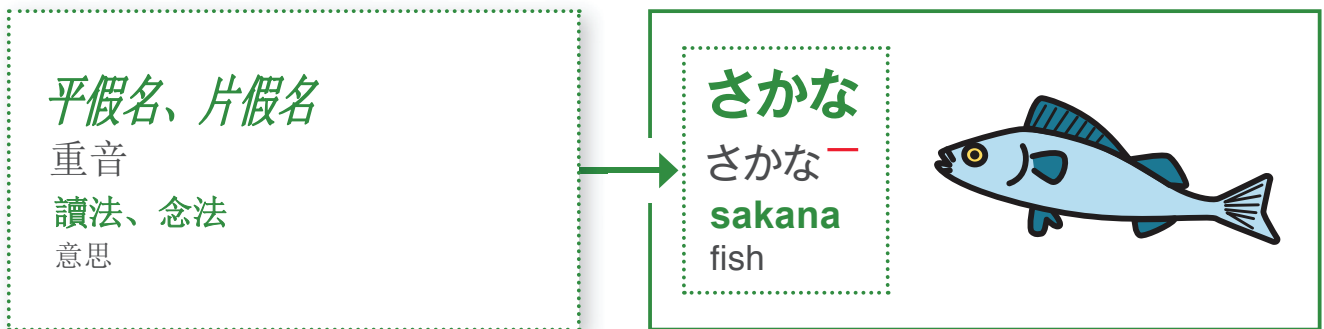 平假名、片假名
重音
讀法、念法
意思
さかな
さかな
sakana
fish